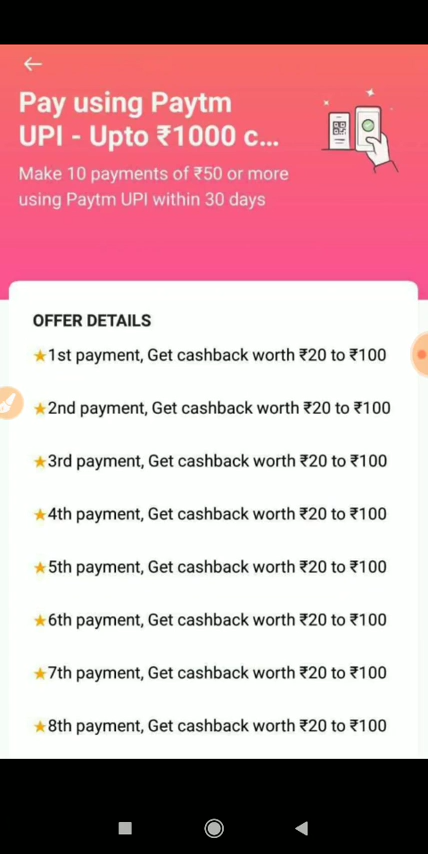 Pay using Paytm
UPI - Upto ₹1000 c...
Make 10 payments of ₹50 or more
using Paytm UPI within 30 days
OFFER DETAILS
★1st payment, Get cashback worth ₹20 to ₹100
★2nd payment, Get cashback worth ₹20 to ₹100
★3rd payment, Get cashback worth ₹20 to ₹100
★4th payment, Get cashback worth ₹20 to ₹100
★5th payment, Get cashback worth ₹20 to ₹100
★6th payment, Get cashback worth ₹20 to ₹100
★7th payment, Get cashback worth ₹20 to ₹100
★8th payment, Get cashback worth ₹20 to ₹100